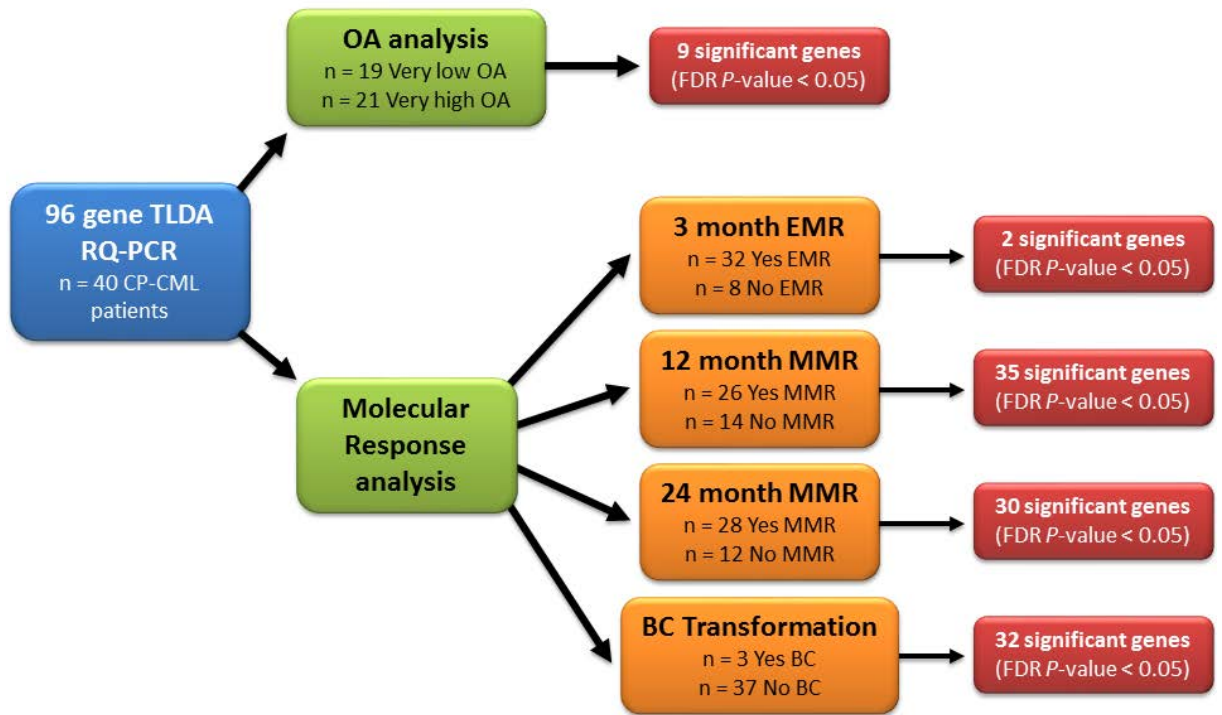 OA analysis
n = 19 Very low OA
n = 21 Very high OA
9 significant genes
(FDR P-value < 0.05)
96 gene TLDA
RQ-PCR
n = 40 CP-CML
patients
3 month EMR
n = 32 Yes EMR
n = 8 No EMR
2 significant genes
(FDR P-value < 0.05)
12 month MMR
n = 26 Yes MMR
n = 14 No MMR
35 significant genes
(FDR P-value < 0.05)
Molecular
Response
analysis
24 month MMR
n = 28 Yes MMR
n = 12 No MMR
30 significant genes
(FDR P-value < 0.05)
BC Transformation
n = 3 Yes BC
n = 37 No BC
32 significant genes
(FDR P-value < 0.05)